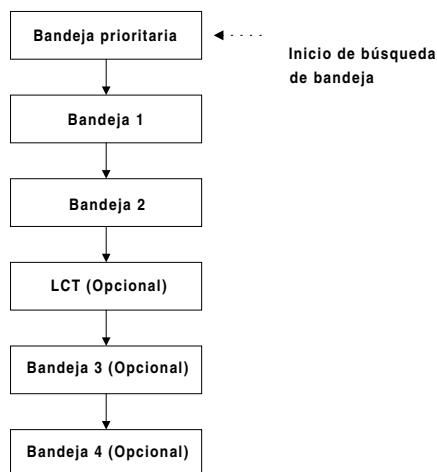 Bandeja prioritaria
Inicio de búsqueda
de bandeja
Bandeja 1
Bandeja 2
LCT (Opcional)
Bandeja 3 (Opcional)
Bandeja 4 (Opcional)